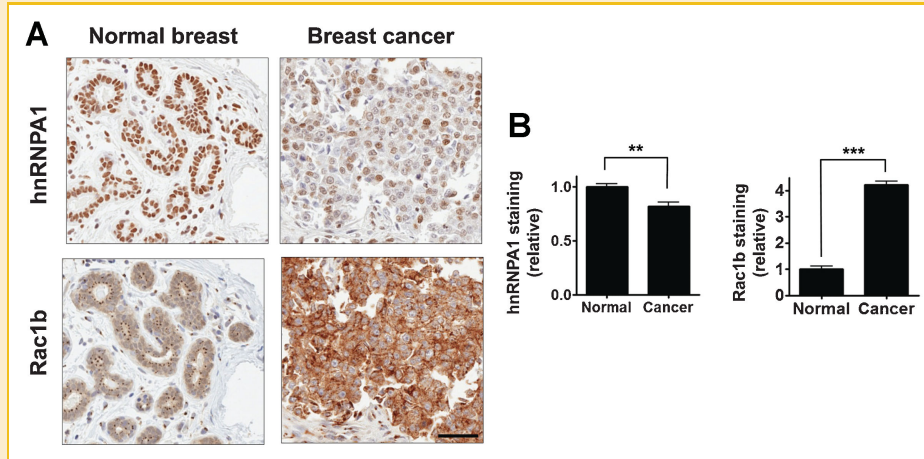 A
Normal breast
Breast cancer
hnRNPA1
Rac1b
B
hnRNPA1 staining
(relative)
1.0
0.5
0.0
**
Normal
Cancer
Rac1b staining
(relative)
4
3
2
1
0
***
Normal
Cancer